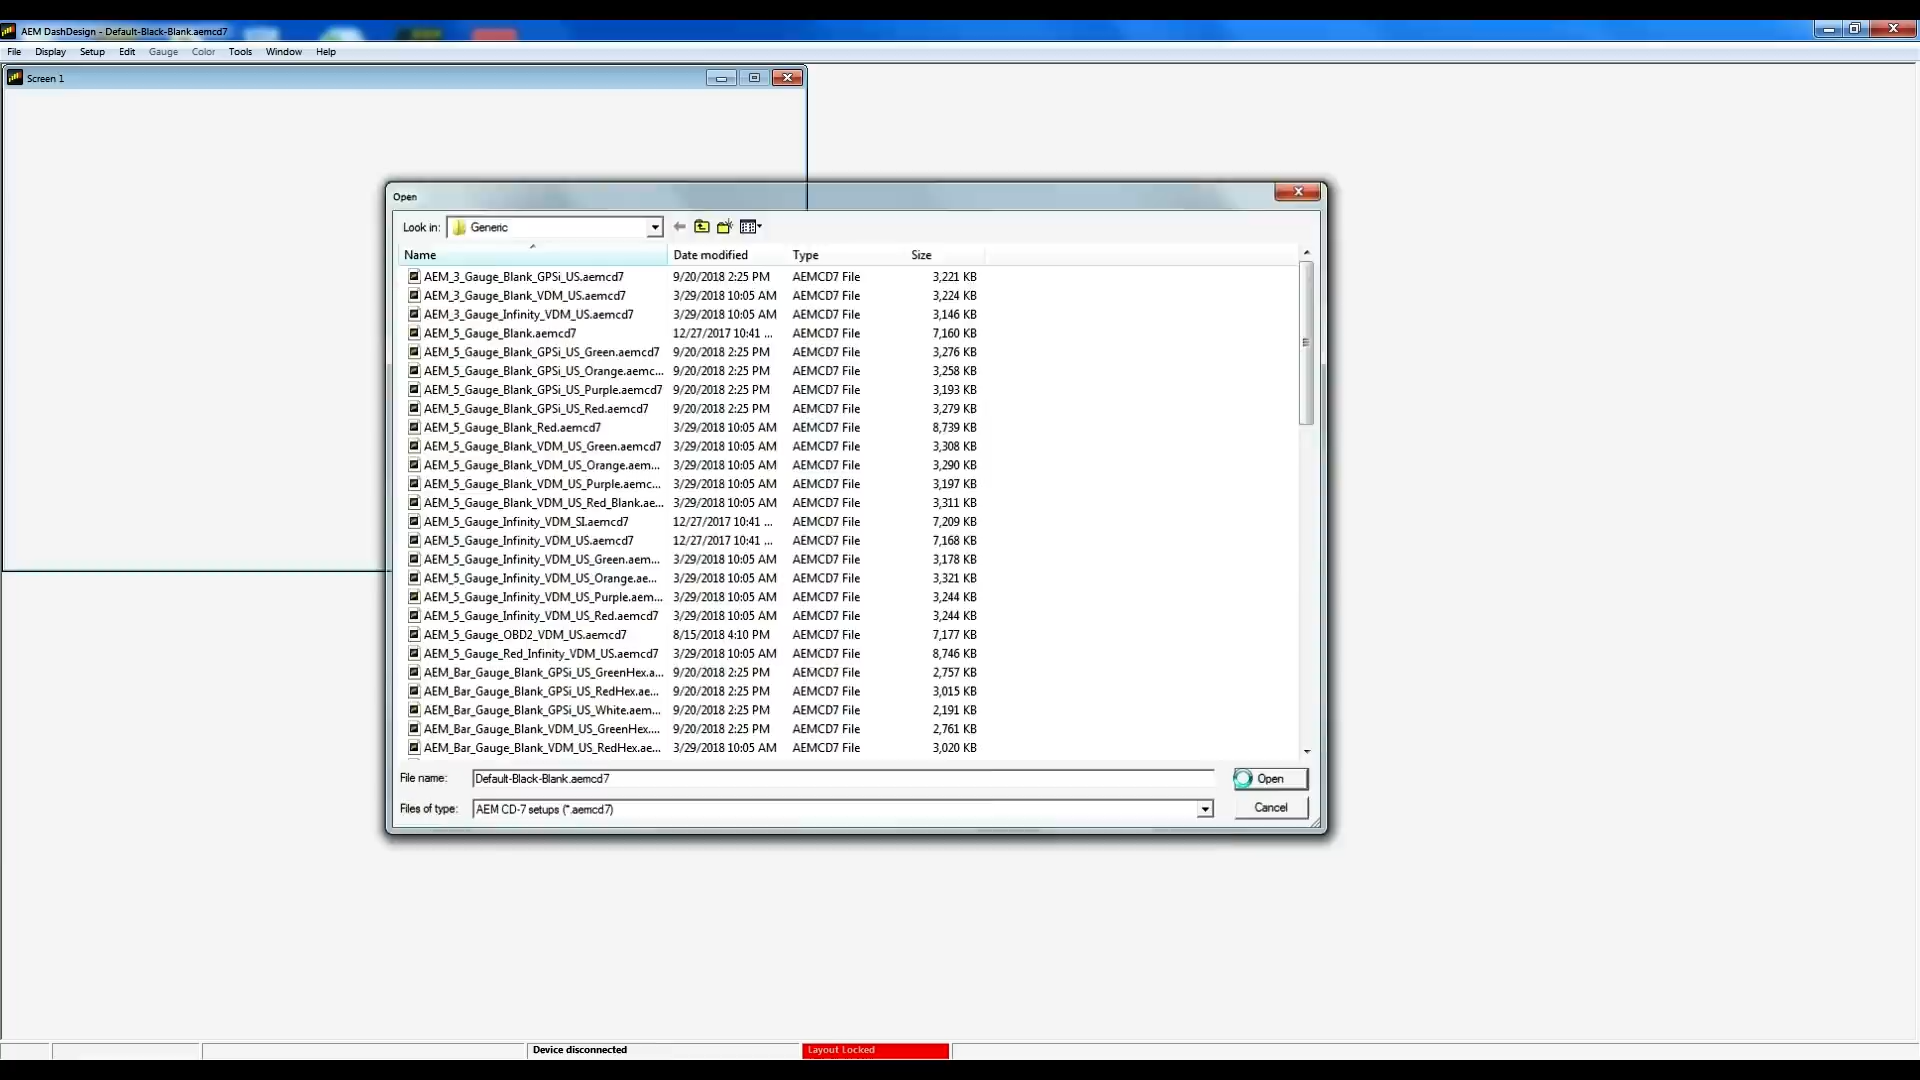 AEM DashDesign - Default-Black-Blank.aemcd7
File Display Setup Edit Gauge Color Tools Window Help
Screen 1
Open
Look in: Generic
Name Date modified Type Size
AEM_3_Gauge_Blank_GPSi_US.aemcd7 9/20/2018 2:25 PM AEMCD7 File 3,221 KB
AEM_3_Gauge_Blank_VDM_US.aemcd7 3/29/2018 10:05 AM AEMCD7 File 3,224 KB
AEM_3_Gauge_Infinity_VDM_US.aemcd7 3/29/2018 10:05 AM AEMCD7 File 3,146 KB
AEM_5_Gauge_Blank.aemcd7 12/27/2017 10:41 ... AEMCD7 File 7,160 KB
AEM_5_Gauge_Blank_GPSi_US_Green.aemcd7 9/20/2018 2:25 PM AEMCD7 File 3,276 KB
AEM_5_Gauge_Blank_GPSi_US_Orange.aemc... 9/20/2018 2:25 PM AEMCD7 File 3,258 KB
AEM_5_Gauge_Blank_GPSi_US_Purple.aemcd7 9/20/2018 2:25 PM AEMCD7 File 3,193 KB
AEM_5_Gauge_Blank_GPSi_US_Red.aemcd7 9/20/2018 2:25 PM AEMCD7 File 3,279 KB
AEM_5_Gauge_Blank_Red.aemcd7 3/29/2018 10:05 AM AEMCD7 File 8,739 KB
AEM_5_Gauge_Blank_VDM_US_Green.aemcd7 3/29/2018 10:05 AM AEMCD7 File 3,308 KB
AEM_5_Gauge_Blank_VDM_US_Orange.aem... 3/29/2018 10:05 AM AEMCD7 File 3,290 KB
AEM_5_Gauge_Blank_VDM_US_Purple.aemc... 3/29/2018 10:05 AM AEMCD7 File 3,197 KB
AEM_5_Gauge_Blank_VDM_US_Red_Blank.ae... 3/29/2018 10:05 AM AEMCD7 File 3,311 KB
AEM_5_Gauge_Infinity_VDM_SI.aemcd7 12/27/2017 10:41 ... AEMCD7 File 7,209 KB
AEM_5_Gauge_Infinity_VDM_US.aemcd7 12/27/2017 10:41 ... AEMCD7 File 7,168 KB
AEM_5_Gauge_Infinity_VDM_US_Green.aem... 3/29/2018 10:05 AM AEMCD7 File 3,178 KB
AEM_5_Gauge_Infinity_VDM_US_Orange.ae... 3/29/2018 10:05 AM AEMCD7 File 3,321 KB
AEM_5_Gauge_Infinity_VDM_US_Purple.aem... 3/29/2018 10:05 AM AEMCD7 File 3,244 KB
AEM_5_Gauge_Infinity_VDM_US_Red.aemcd7 3/29/2018 10:05 AM AEMCD7 File 3,244 KB
AEM_5_Gauge_OBD2_VDM_US.aemcd7 8/15/2018 4:10 PM AEMCD7 File 7,177 KB
AEM_5_Gauge_Red_Infinity_VDM_US.aemcd7 3/29/2018 10:05 AM AEMCD7 File 8,746 KB
AEM_Bar_Gauge_Blank_GPSi_US_GreenHex.a... 9/20/2018 2:25 PM AEMCD7 File 2,757 KB
AEM_Bar_Gauge_Blank_GPSi_US_RedHex.ae... 9/20/2018 2:25 PM AEMCD7 File 3,015 KB
AEM_Bar_Gauge_Blank_GPSi_US_White.aem... 9/20/2018 2:25 PM AEMCD7 File 2,191 KB
AEM_Bar_Gauge_Blank_VDM_US_GreenHex.... 9/20/2018 2:25 PM AEMCD7 File 2,761 KB
AEM_Bar_Gauge_Blank_VDM_US_RedHex.ae... 3/29/2018 10:05 AM AEMCD7 File 3,020 KB
File name: Default-Black-Blank.aemcd7 Open
Files of type: AEM CD-7 setups (*.aemcd7) Cancel
Device disconnected Layout Locked